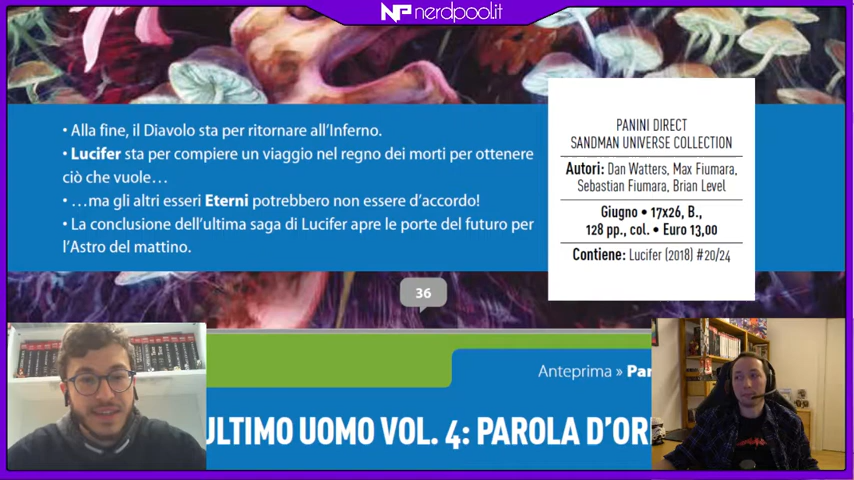 NP nerdpool.it
• Alla fine, il Diavolo sta per ritornare all'Inferno.
• Lucifer sta per compiere un viaggio nel regno dei morti per ottenere
ciò che vuole…
• …ma gli altri esseri Eterni potrebbero non essere d'accordo!
• La conclusione dell'ultima saga di Lucifer apre le porte del futuro per
l'Astro del mattino.
PANINI DIRECT
SANDMAN UNIVERSE COLLECTION
Autori: Dan Watters, Max Fiumara,
Sebastian Fiumara, Brian Level
Giugno • 17x26, B.,
128 pp., col. • Euro 13,00
Contiene: Lucifer (2018) #20/24
36
Anteprima » Pan
ULTIMO UOMO VOL. 4: PAROLA D'OR